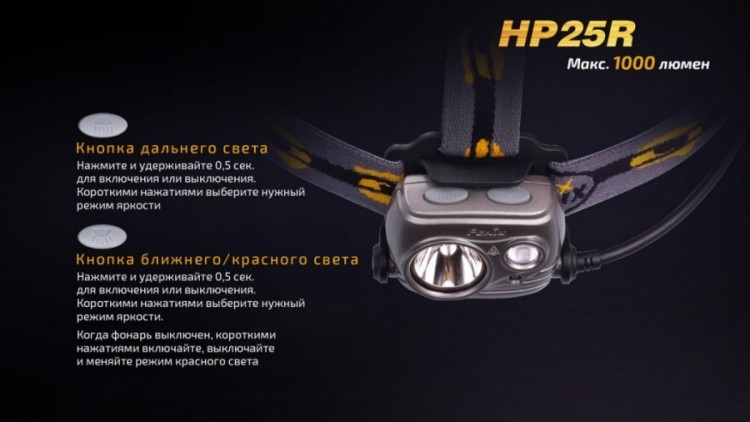 HP25R
Макс. 1000 люмен
Кнопка дальнего света
Нажмите и удерживайте 0,5 сек.
для включения или выключения.
Короткими нажатиями выберите нужный
режим яркости
Fenix
Кнопка ближнего/красного света
Нажмите и удерживайте 0,5 сек.
для включения или выключения.
Короткими нажатиями выберите нужный
режим яркости.
Когда фонарь выключен, короткими
нажатиями включайте, выключайте
и меняйте режим красного света